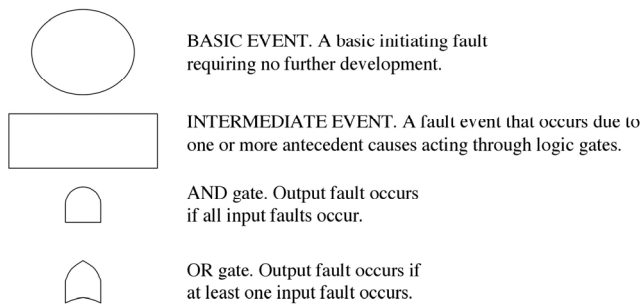 BASIC EVENT. A basic initiating fault
requiring no further development.
INTERMEDIATE EVENT. A fault event that occurs due to
one or more antecedent causes acting through logic gates.
AND gate. Output fault occurs
if all input faults occur.
OR gate. Output fault occurs if
at least one input fault occurs.